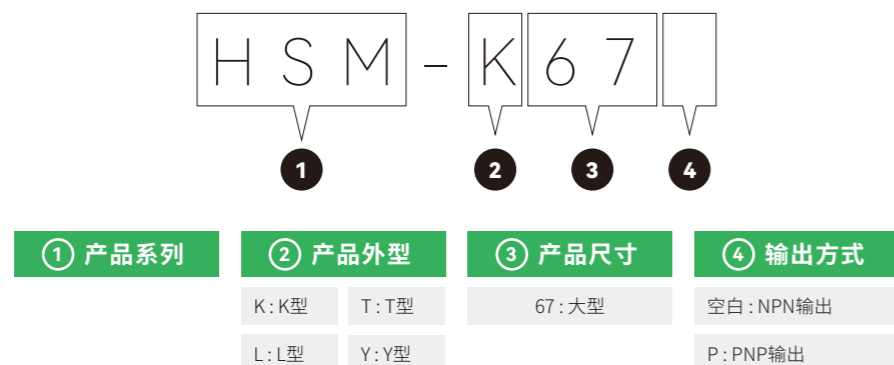 HSM-K67
1 2 3 4
① 产品系列 ② 产品外型 ③ 产品尺寸 ④ 输出方式
K:K型 T:T型 67:大型 空白:NPN输出
L:L型 Y:Y型 P:PNP输出